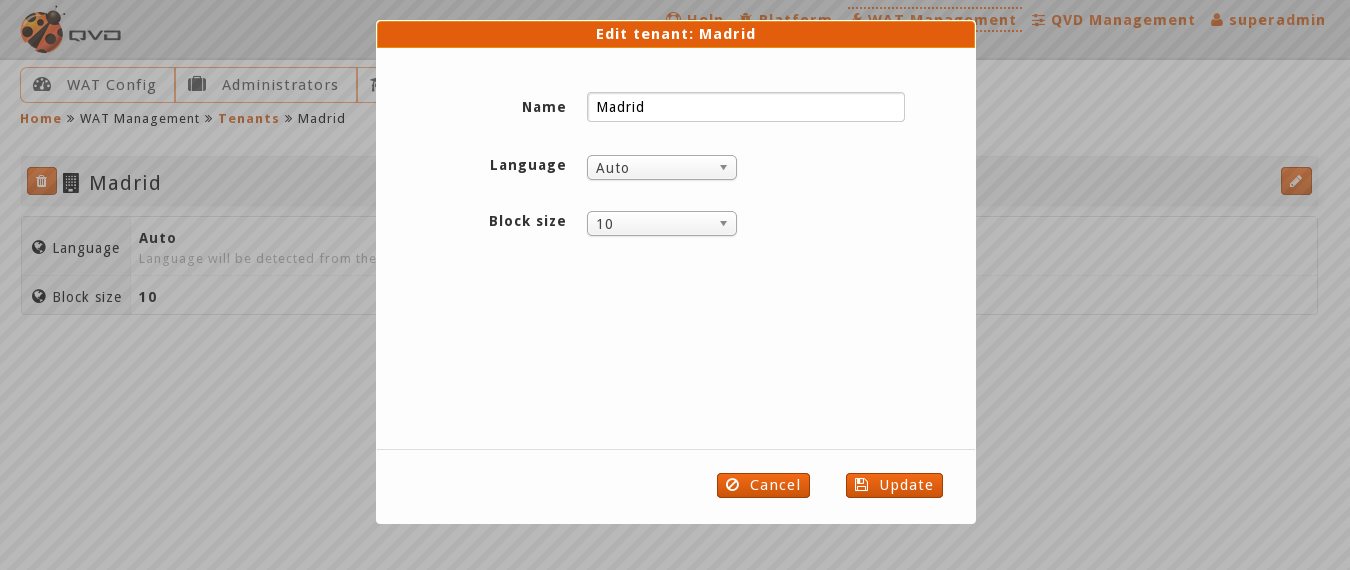 QVD
Help Platform WAT Management QVD Management superadmin
WAT Config Administrators
Home » WAT Management » Tenants » Madrid
Madrid
Language
Auto
Language will be detected from the
Block size 10
Edit tenant: Madrid
Name Madrid
Language Auto
Block size 10
Cancel Update